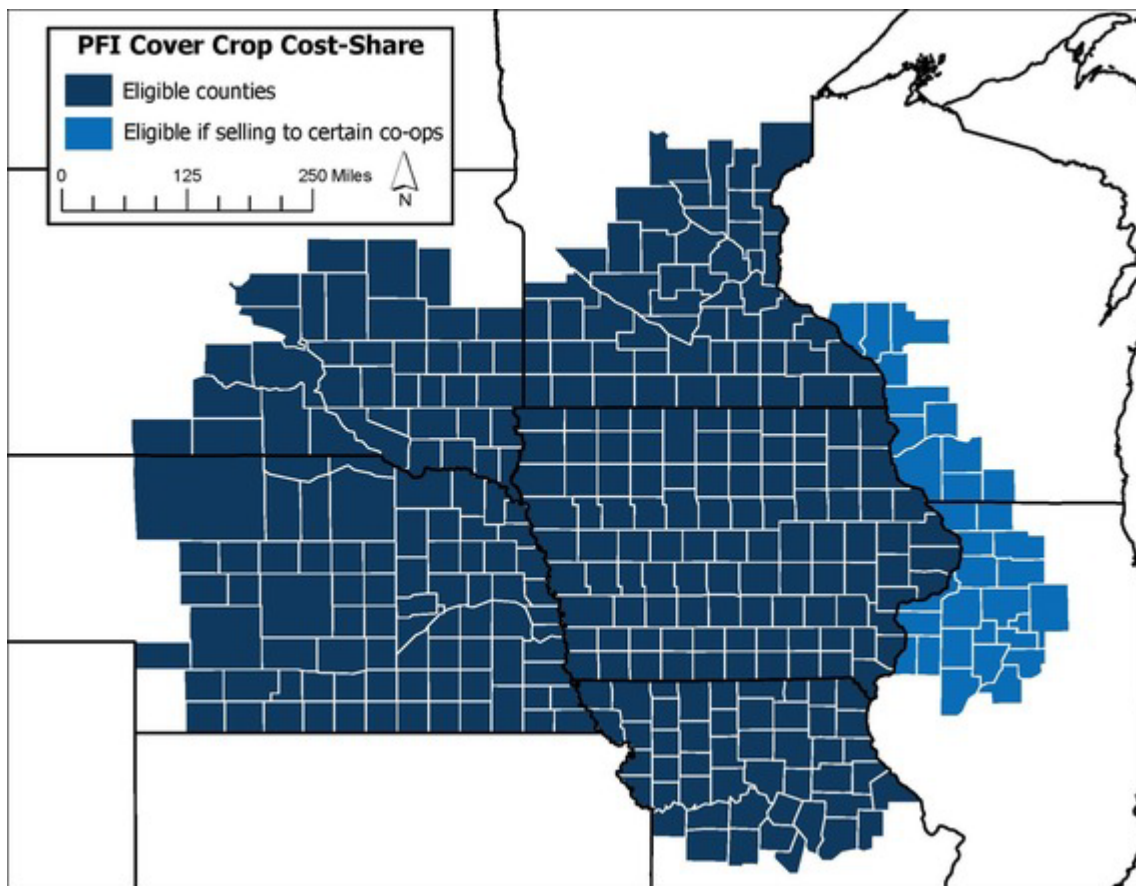 PFI Cover Crop Cost-Share
Eligible counties
Eligible if selling to certain co-ops
0 125 250 Miles
N